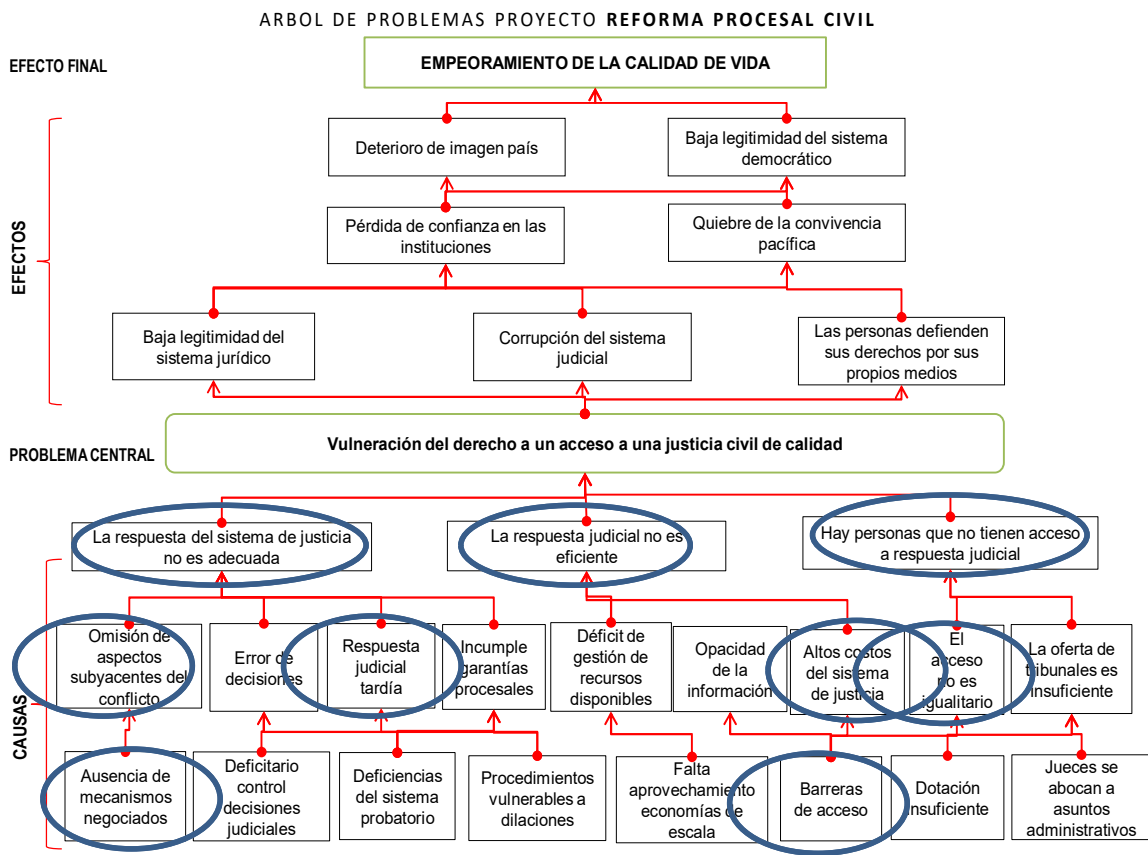 ARBOL DE PROBLEMAS PROYECTO REFORMA PROCESAL CIVIL
EFECTO FINAL
EMPEORAMIENTO DE LA CALIDAD DE VIDA
EFECTOS
Deterioro de imagen país
Baja legitimidad del sistema
democrático
Pérdida de confianza en las
instituciones
Quiebre de la convivencia
pacífica
Baja legitimidad del
sistema jurídico
Corrupción del sistema
judicial
Las personas defienden
sus derechos por sus
propios medios
PROBLEMA CENTRAL
Vulneración del derecho a un acceso a una justicia civil de calidad
CAUSAS
La respuesta del sistema de justicia
no es adecuada
La respuesta judicial no es
eficiente
Hay personas que no tienen acceso
a respuesta judicial
Omisión de
aspectos
subyacentes del
conflicto
Error de
decisiones
Respuesta
judicial
tardía
Incumple
garantías
procesales
Déficit de
gestión de
recursos
disponibles
Opacidad
de la
información
Altos costos
del sistema
de justicia
El
acceso
no es
igualitario
La oferta de
tribunales es
insuficiente
Ausencia de
mecanismos
negociados
Deficitario
control
decisiones
judiciales
Deficiencias
del sistema
probatorio
Procedimientos
vulnerables a
dilaciones
Falta
aprovechamiento
economías de
escala
Barreras
de acceso
Dotación
insuficiente
Jueces se
abocan a
asuntos
administrativos